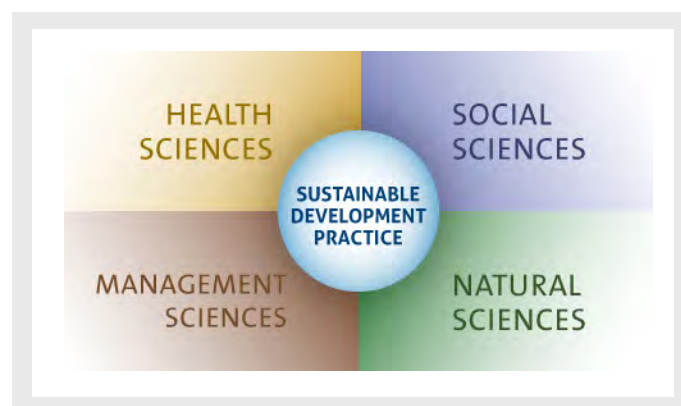 HEALTH
SCIENCES
SOCIAL
SCIENCES
SUSTAINABLE
DEVELOPMENT
PRACTICE
MANAGEMENT
SCIENCES
NATURAL
SCIENCES